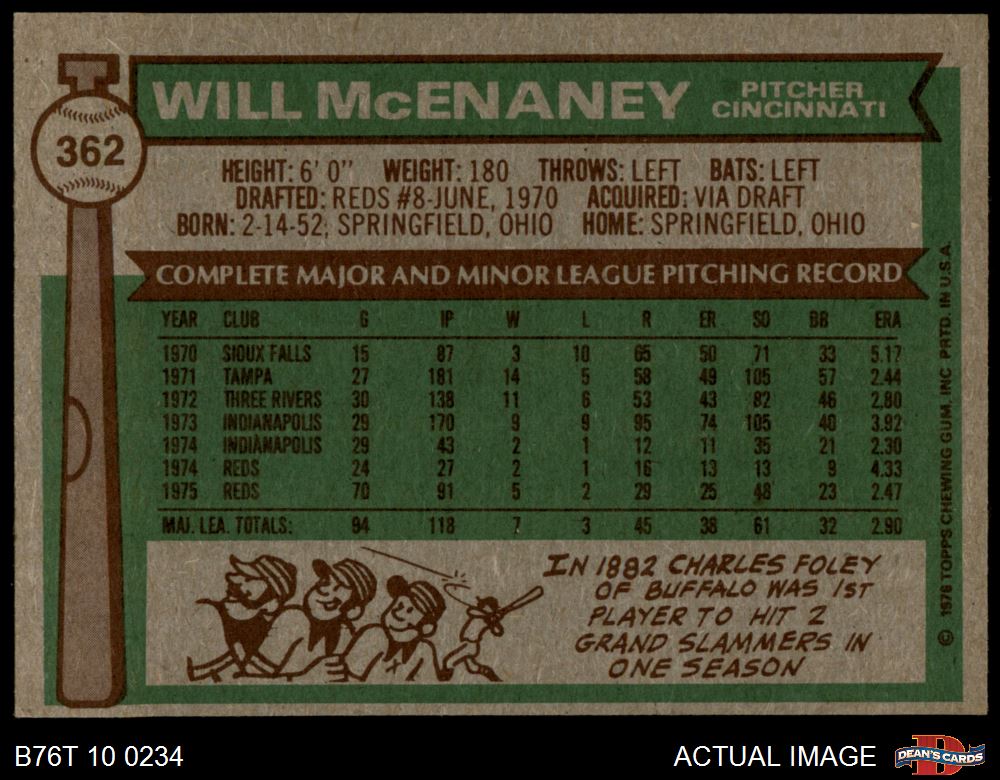 362
WILL McENANEY
PITCHER
CINCINNATI
HEIGHT: 6' 0" WEIGHT: 180 THROWS: LEFT BATS: LEFT
DRAFTED: REDS #8-JUNE, 1970 ACQUIRED: VIA DRAFT
BORN: 2-14-52, SPRINGFIELD, OHIO HOME: SPRINGFIELD, OHIO
COMPLETE MAJOR AND MINOR LEAGUE PITCHING RECORD
YEAR CLUB G IP W L R ER SO BB ERA
1970 SIOUX FALLS 15 87 3 10 65 50 71 33 5.17
1971 TAMPA 27 181 14 5 58 49 105 57 2.44
1972 THREE RIVERS 30 138 11 6 53 43 82 46 2.80
1973 INDIANAPOLIS 29 170 9 9 95 74 105 40 3.92
1974 INDIANAPOLIS 29 43 2 1 12 11 35 21 2.30
1974 REDS 24 27 2 1 16 13 13 9 4.33
1975 REDS 70 91 5 2 29 25 48 23 2.47
MAJ. LEA. TOTALS: 94 118 7 3 45 38 61 32 2.90
IN 1882 CHARLES FOLEY
OF BUFFALO WAS 1ST
PLAYER TO HIT 2
GRAND SLAMMERS IN
ONE SEASON
© 1976 TOPPS CHEWING GUM, INC PRTD. IN U.S.A.
B76T 10 0234
ACTUAL IMAGE
D
DEAN'S CARDS